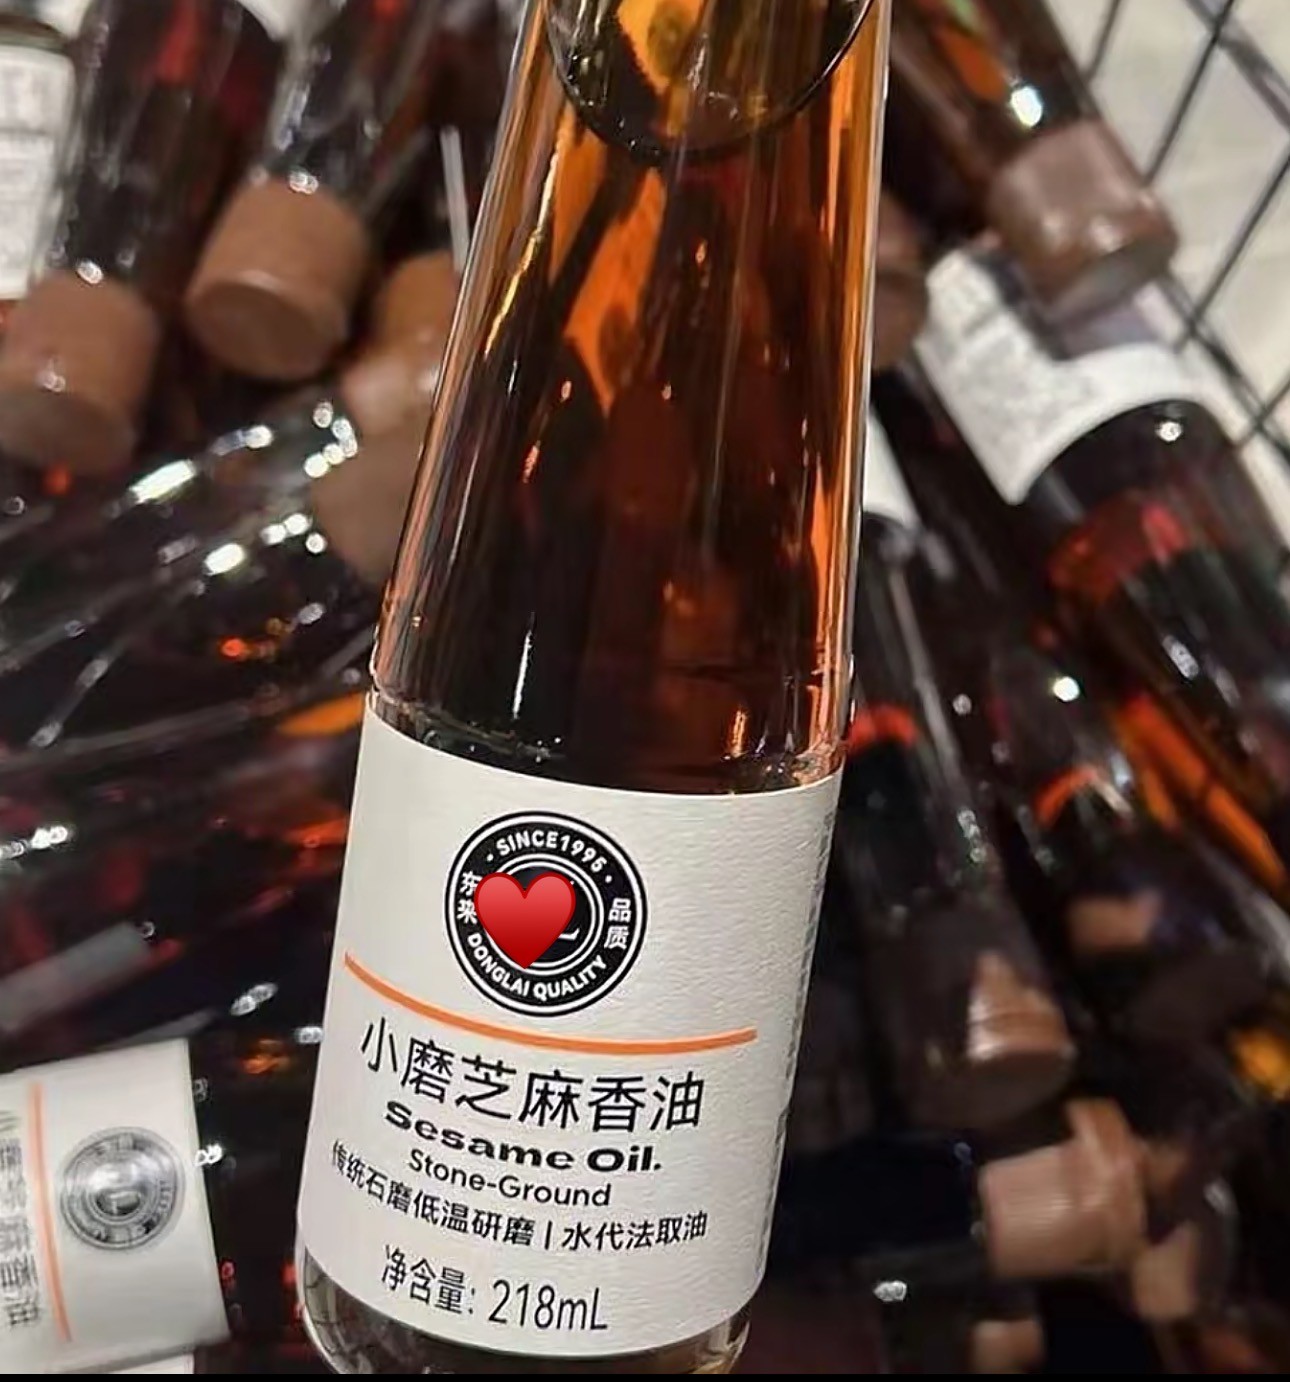 SINCE1995
东来
品质
DONGLAI QUALITY
小磨芝麻香油
Sesame Oil.
Stone-Ground
传统石磨低温研磨 | 水代法取油
净含量: 218mL